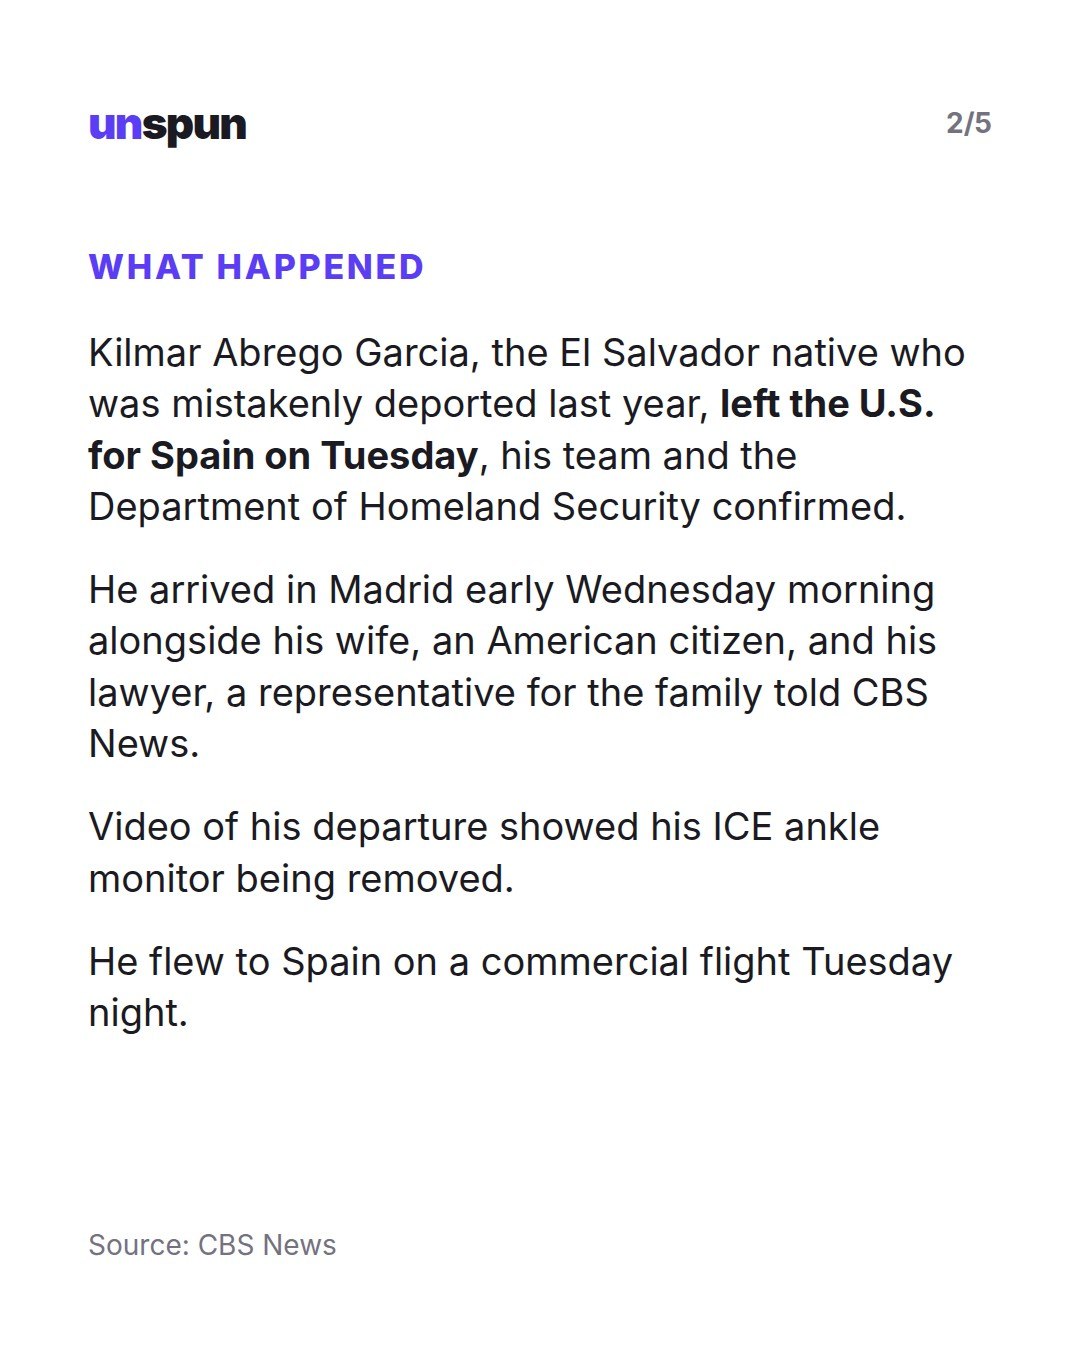 unspun
2/5
WHAT HAPPENED
Kilmar Abrego Garcia, the El Salvador native who
was mistakenly deported last year, left the U.S.
for Spain on Tuesday, his team and the
Department of Homeland Security confirmed.
He arrived in Madrid early Wednesday morning
alongside his wife, an American citizen, and his
lawyer, a representative for the family told CBS
News.
Video of his departure showed his ICE ankle
monitor being removed.
He flew to Spain on a commercial flight Tuesday
night.
Source: CBS News